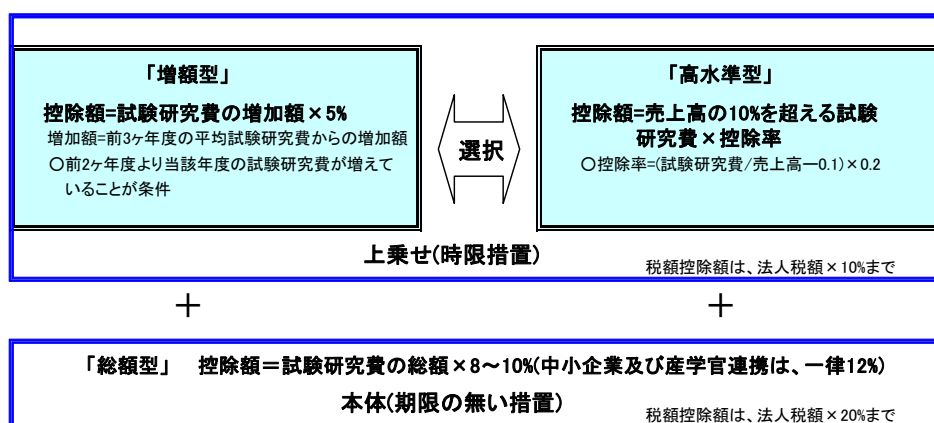 「増額型」
控除額=試験研究費の増加額×5%
増加額=前3ヶ年度の平均試験研究費からの増加額
○前2ヶ年度より当該年度の試験研究費が増えて
いることが条件
選択
「高水準型」
控除額=売上高の10%を超える試験
研究費×控除率
○控除率=(試験研究費/売上高ー0.1)×0.2
上乗せ(時限措置)
税額控除額は、法人税額×10%まで
+
+
「総額型」 控除額=試験研究費の総額×8~10%(中小企業及び産学官連携は、一律12%)
本体(期限の無い措置)
税額控除額は、法人税額×20%まで